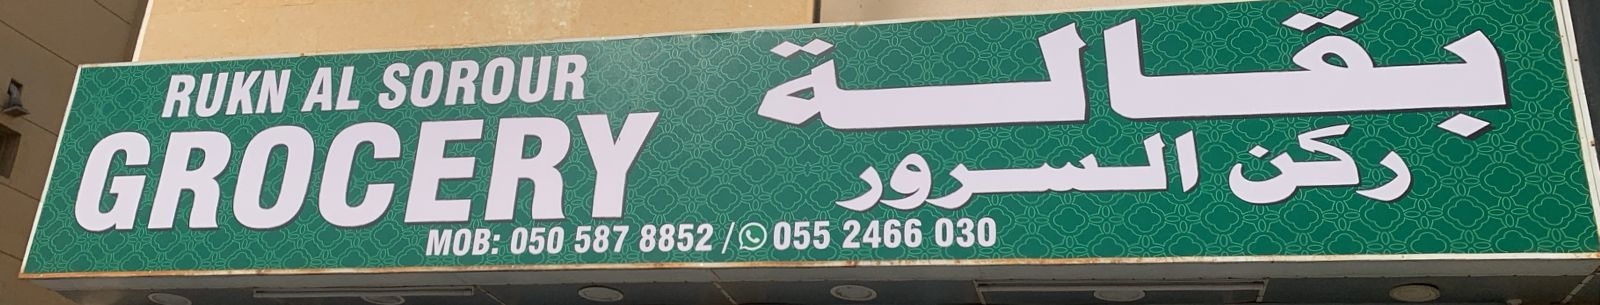 RUKN AL SOROUR
GROCERY
MOB: 050 587 8852 / 055 2466 030
بقالة
ركن السرور